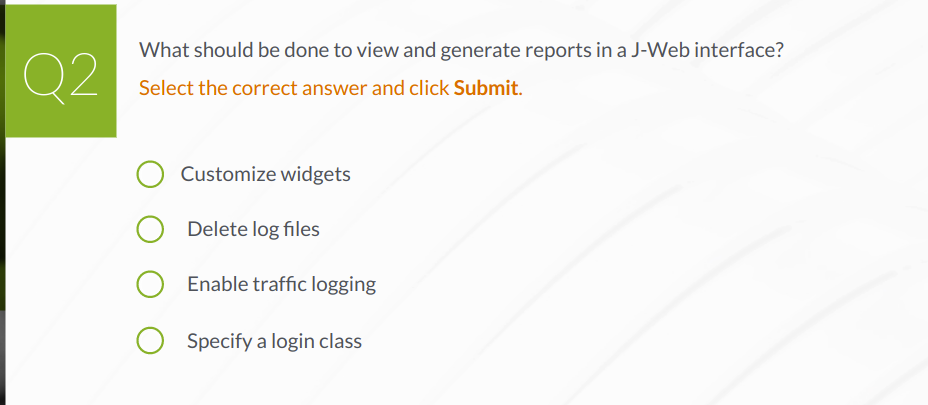 Q2
What should be done to view and generate reports in a J-Web interface?
Select the correct answer and click Submit.
Customize widgets
Delete log files
Enable traffic logging
Specify a login class